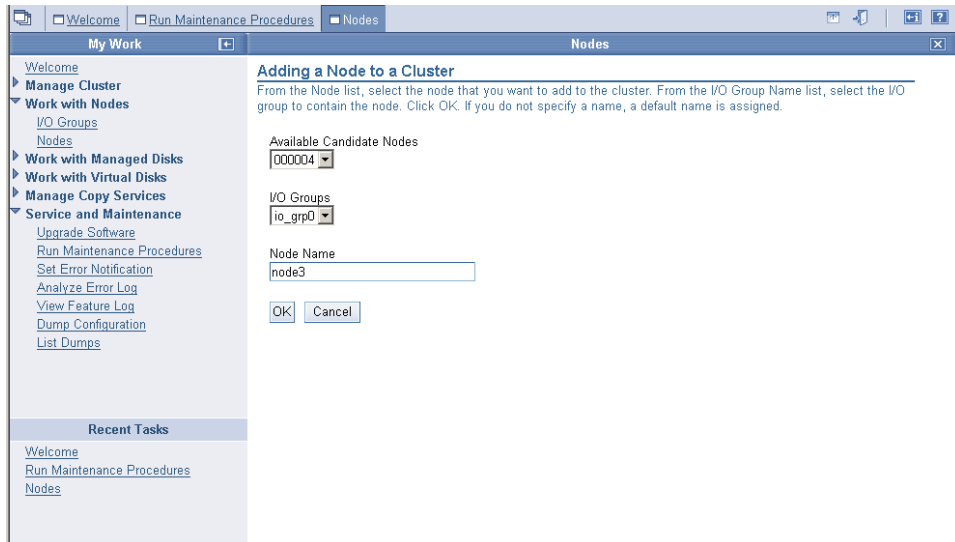 Welcome
Run Maintenance Procedures
Nodes
My Work
Nodes
Welcome
Manage Cluster
Work with Nodes
I/O Groups
Nodes
Work with Managed Disks
Work with Virtual Disks
Manage Copy Services
Service and Maintenance
Upgrade Software
Run Maintenance Procedures
Set Error Notification
Analyze Error Log
View Feature Log
Dump Configuration
List Dumps
Recent Tasks
Welcome
Run Maintenance Procedures
Nodes
Adding a Node to a Cluster
From the Node list, select the node that you want to add to the cluster. From the I/O Group Name list, select the I/O
group to contain the node. Click OK. If you do not specify a name, a default name is assigned.
Available Candidate Nodes
000004
I/O Groups
io_grp0
Node Name
node3
OK Cancel